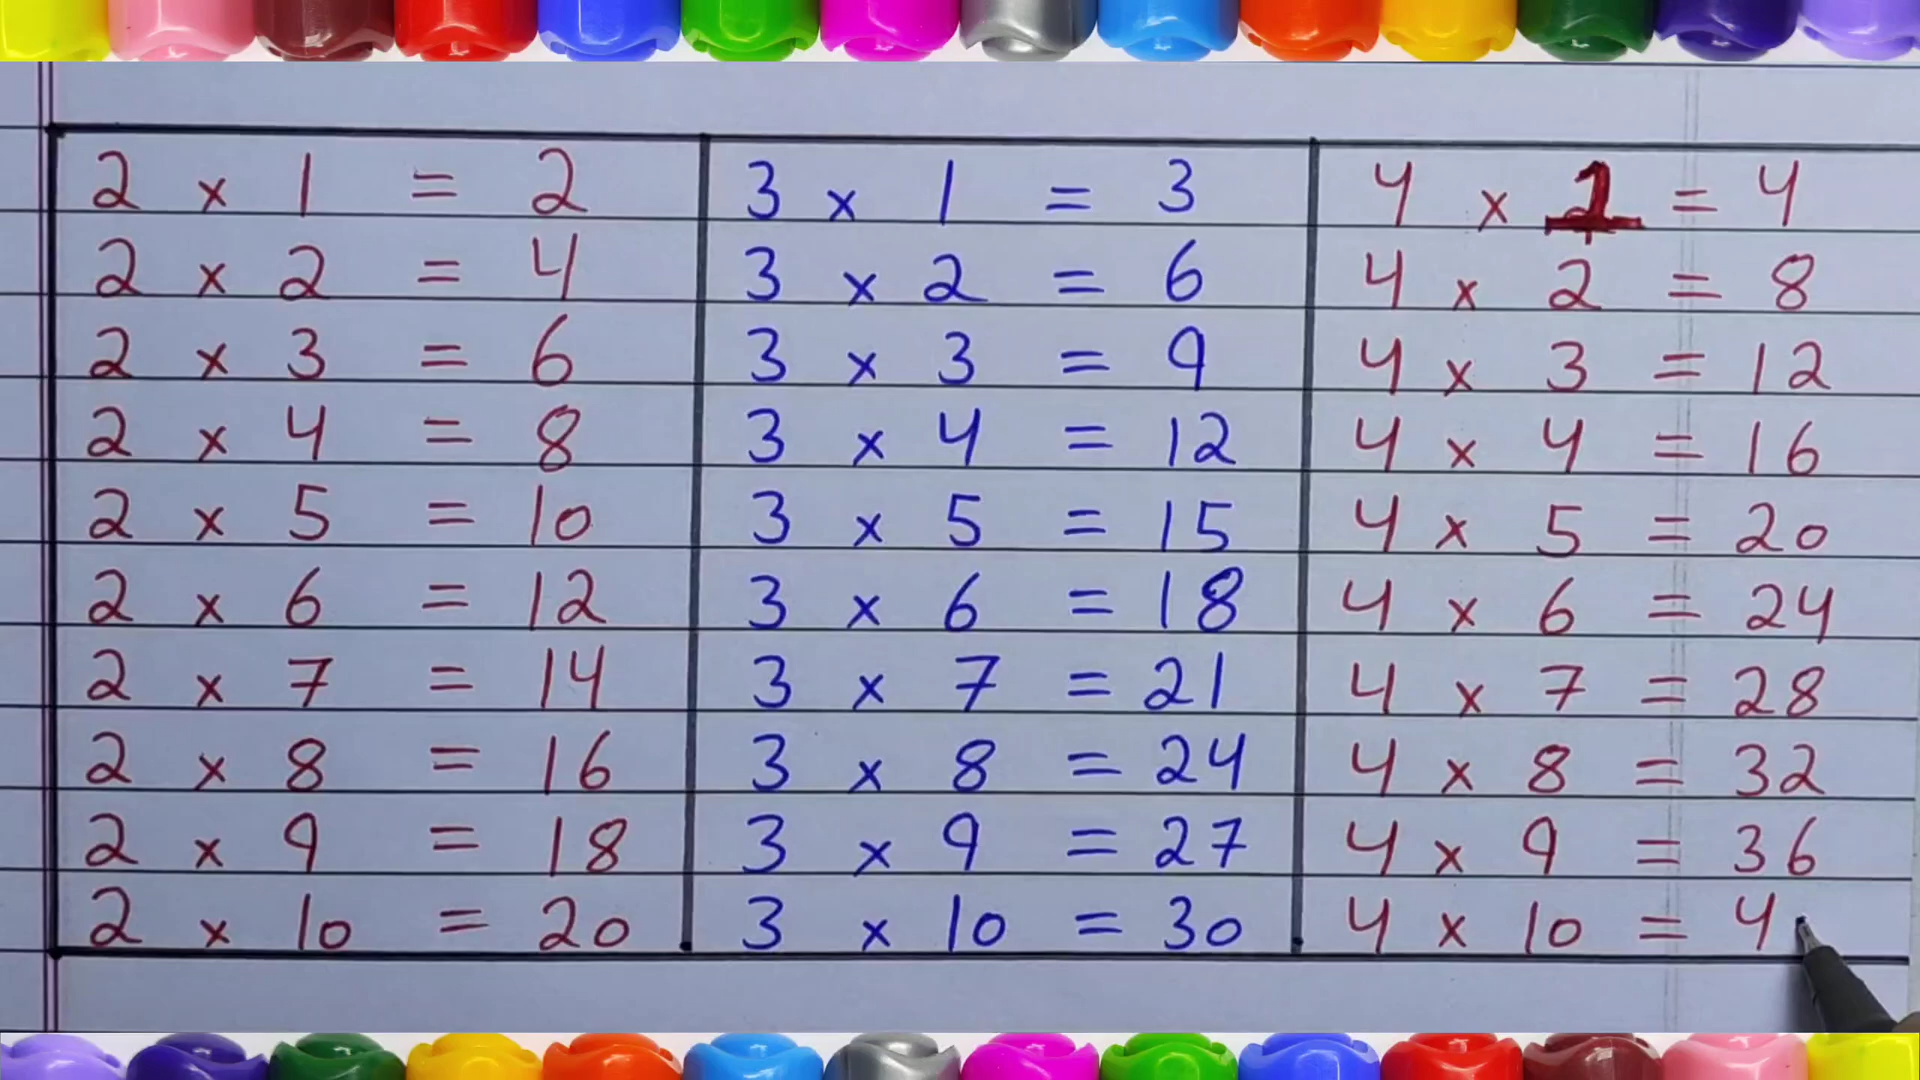 2 x 1 = 2
2 x 2 = 4
2 x 3 = 6
2 x 4 = 8
2 x 5 = 10
2 x 6 = 12
2 x 7 = 14
2 x 8 = 16
2 x 9 = 18
2 x 10 = 20
3 x 1 = 3
3 x 2 = 6
3 x 3 = 9
3 x 4 = 12
3 x 5 = 15
3 x 6 = 18
3 x 7 = 21
3 x 8 = 24
3 x 9 = 27
3 x 10 = 30
4 x 1 = 4
4 x 2 = 8
4 x 3 = 12
4 x 4 = 16
4 x 5 = 20
4 x 6 = 24
4 x 7 = 28
4 x 8 = 32
4 x 9 = 36
4 x 10 = 4